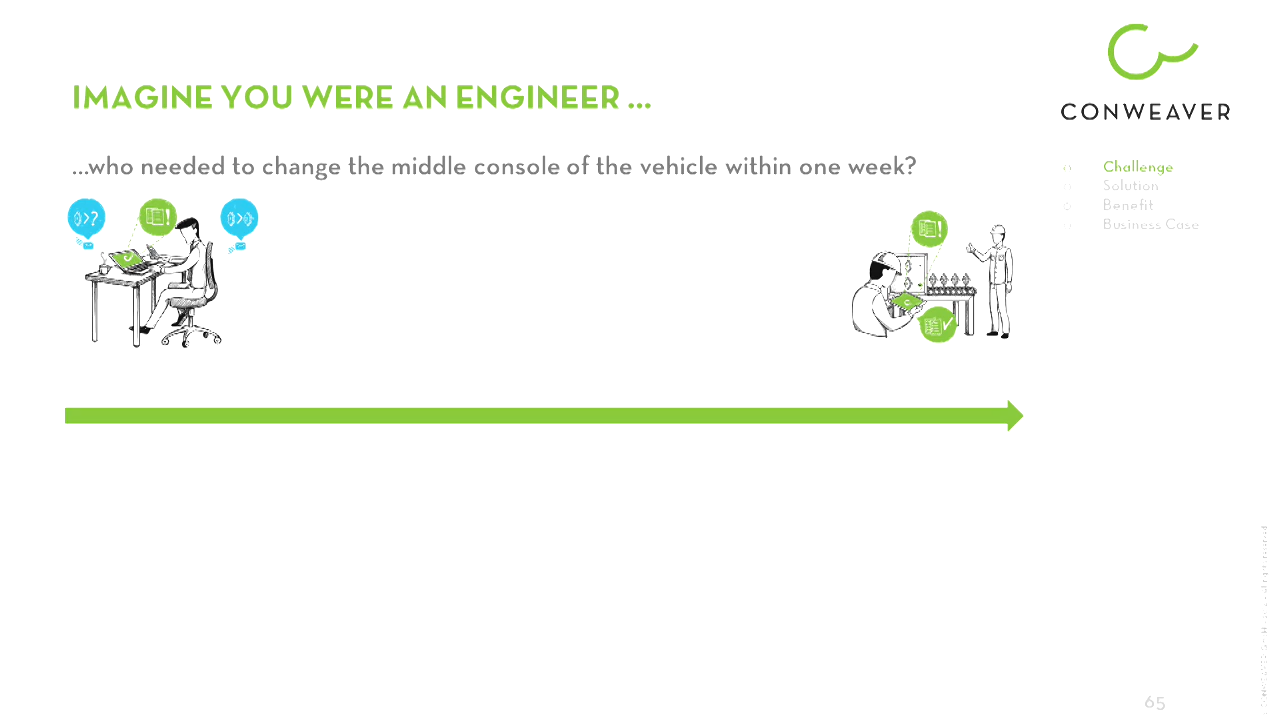 IMAGINE YOU WERE AN ENGINEER ...
...who needed to change the middle console of the vehicle within one week?
CONWEAVER
Challenge
Solution
Benefit
Business Case
65